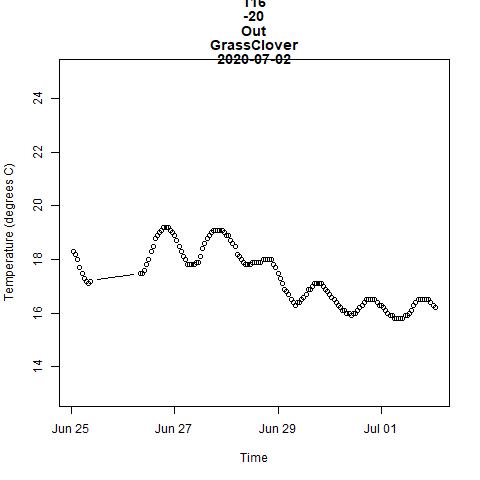 T16
-20
Out
GrassClover
2020-07-02
Temperature (degrees C)
24
22
20
18
16
14
Jun 25 Jun 27 Jun 29 Jul 01
Time